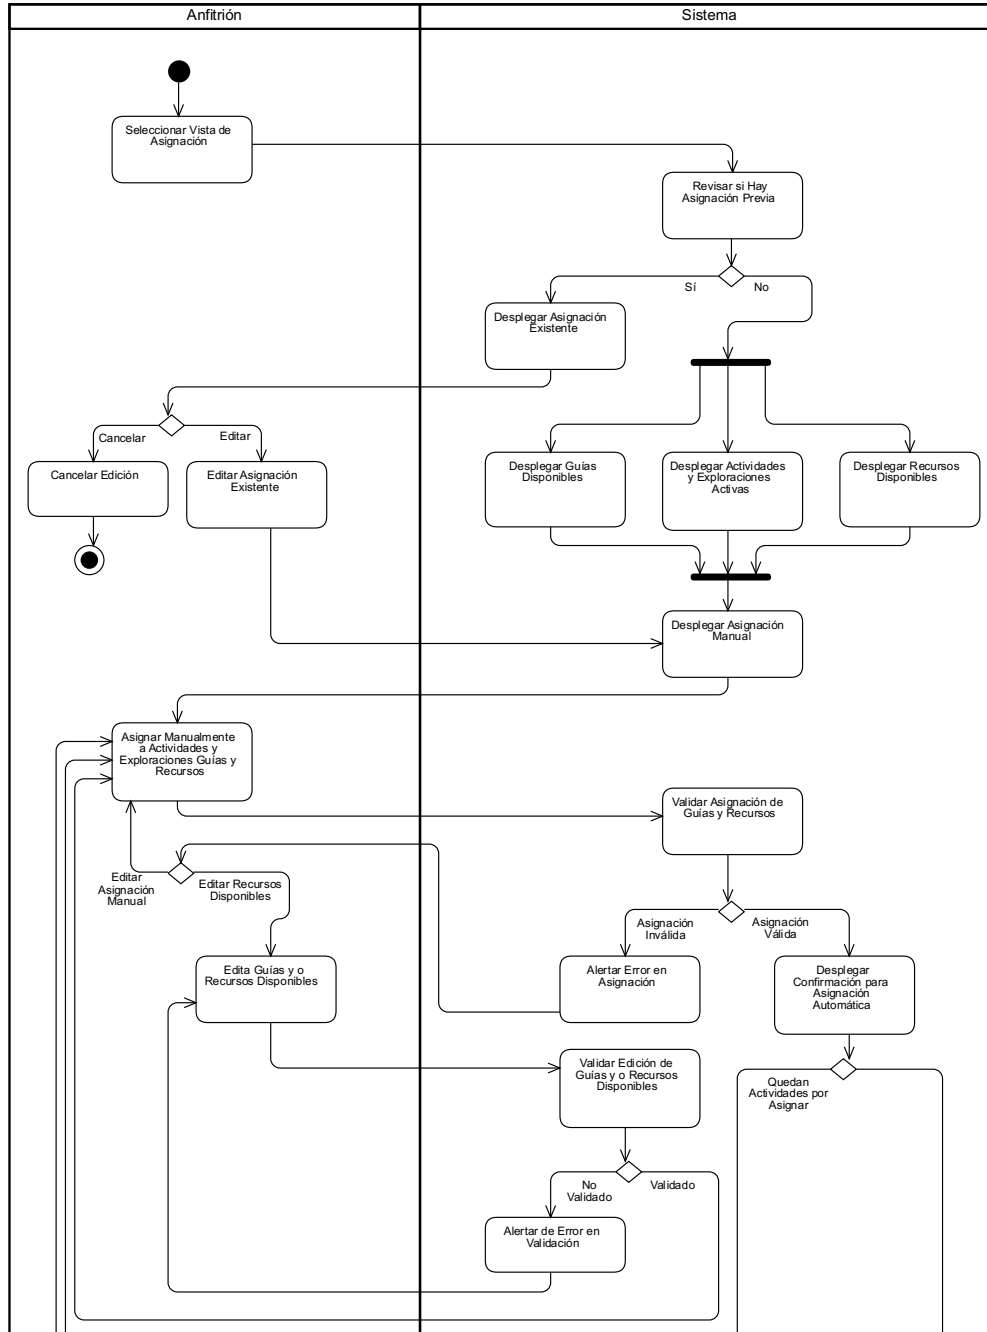 Anfitrión
Sistema
Seleccionar Vista de
Asignación
Revisar si Hay
Asignación Previa
Sí
No
Desplegar Asignación
Existente
Cancelar
Editar
Cancelar Edición
Editar Asignación
Existente
Desplegar Guías
Disponibles
Desplegar Actividades
y Exploraciones
Activas
Desplegar Recursos
Disponibles
Desplegar Asignación
Manual
Asignar Manualmente
a Actividades y
Exploraciones Guías y
Recursos
Validar Asignación de
Guías y Recursos
Editar
Asignación
Manual
Editar Recursos
Disponibles
Asignación
Inválida
Asignación
Válida
Edita Guías y o
Recursos Disponibles
Alertar Error en
Asignación
Desplegar
Confirmación para
Asignación
Automática
Validar Edición de
Guías y o Recursos
Disponibles
Quedan
Actividades por
Asignar
No
Validado
Validado
Alertar de Error en
Validación